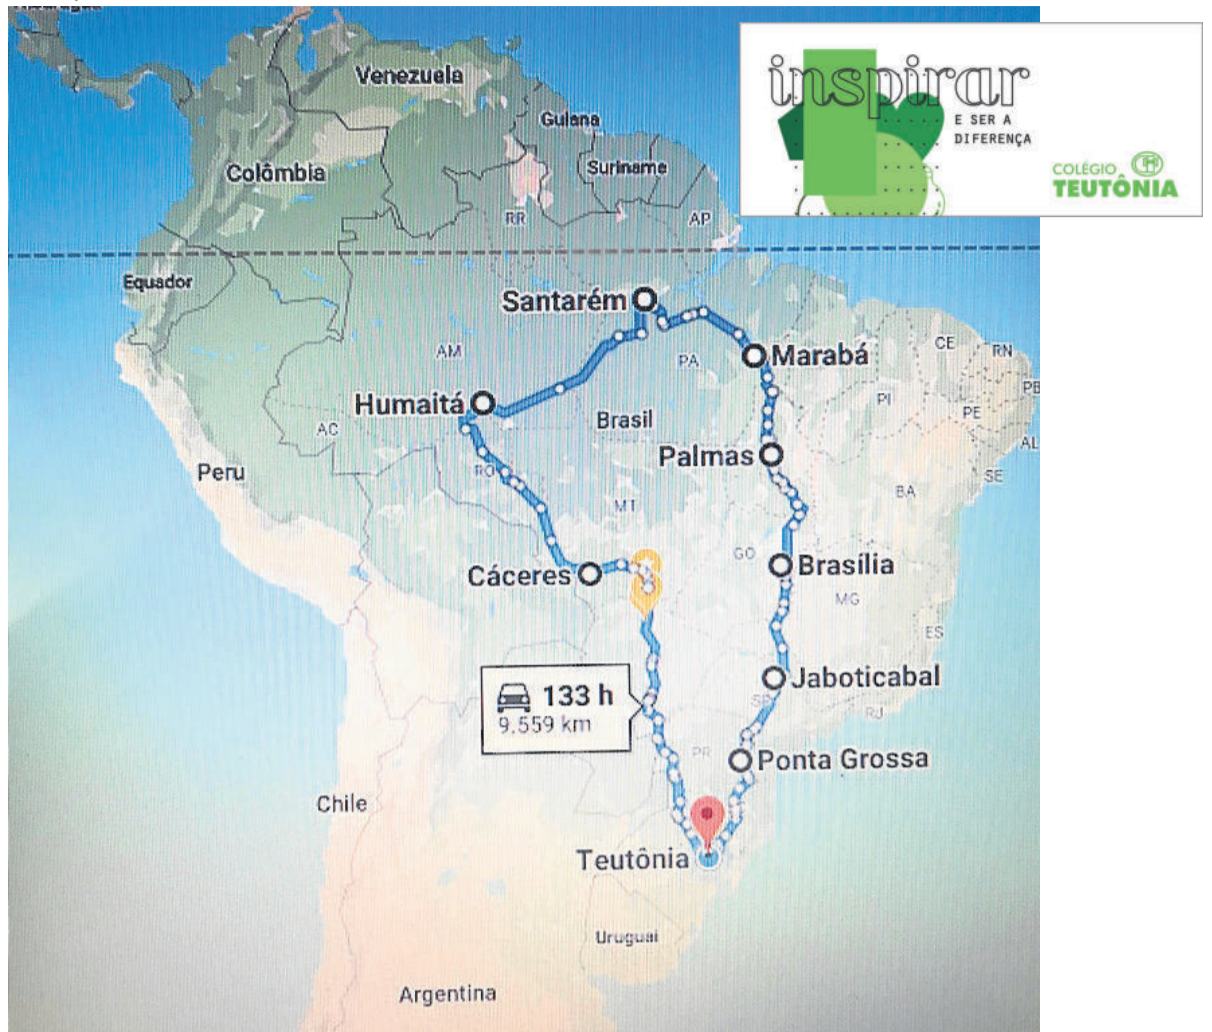 Venezuela
Guiana
Suriname
Colômbia
RR
AP
Equador
Santarém
AM
PA
Marabá
CE
RN
Humaitá
PI
PB
AC
Brasil
PE
Palmas
AL
Peru
RO
SE
MT
BA
GO
Cáceres
Brasília
MG
ES
133 h
9.559 km
Jaboticabal
SP
RJ
PR
Ponta Grossa
Chile
Teutônia
Uruguai
Argentina
inspirar
E SER A
DIFERENÇA
COLÉGIO
TEUTÔNIA